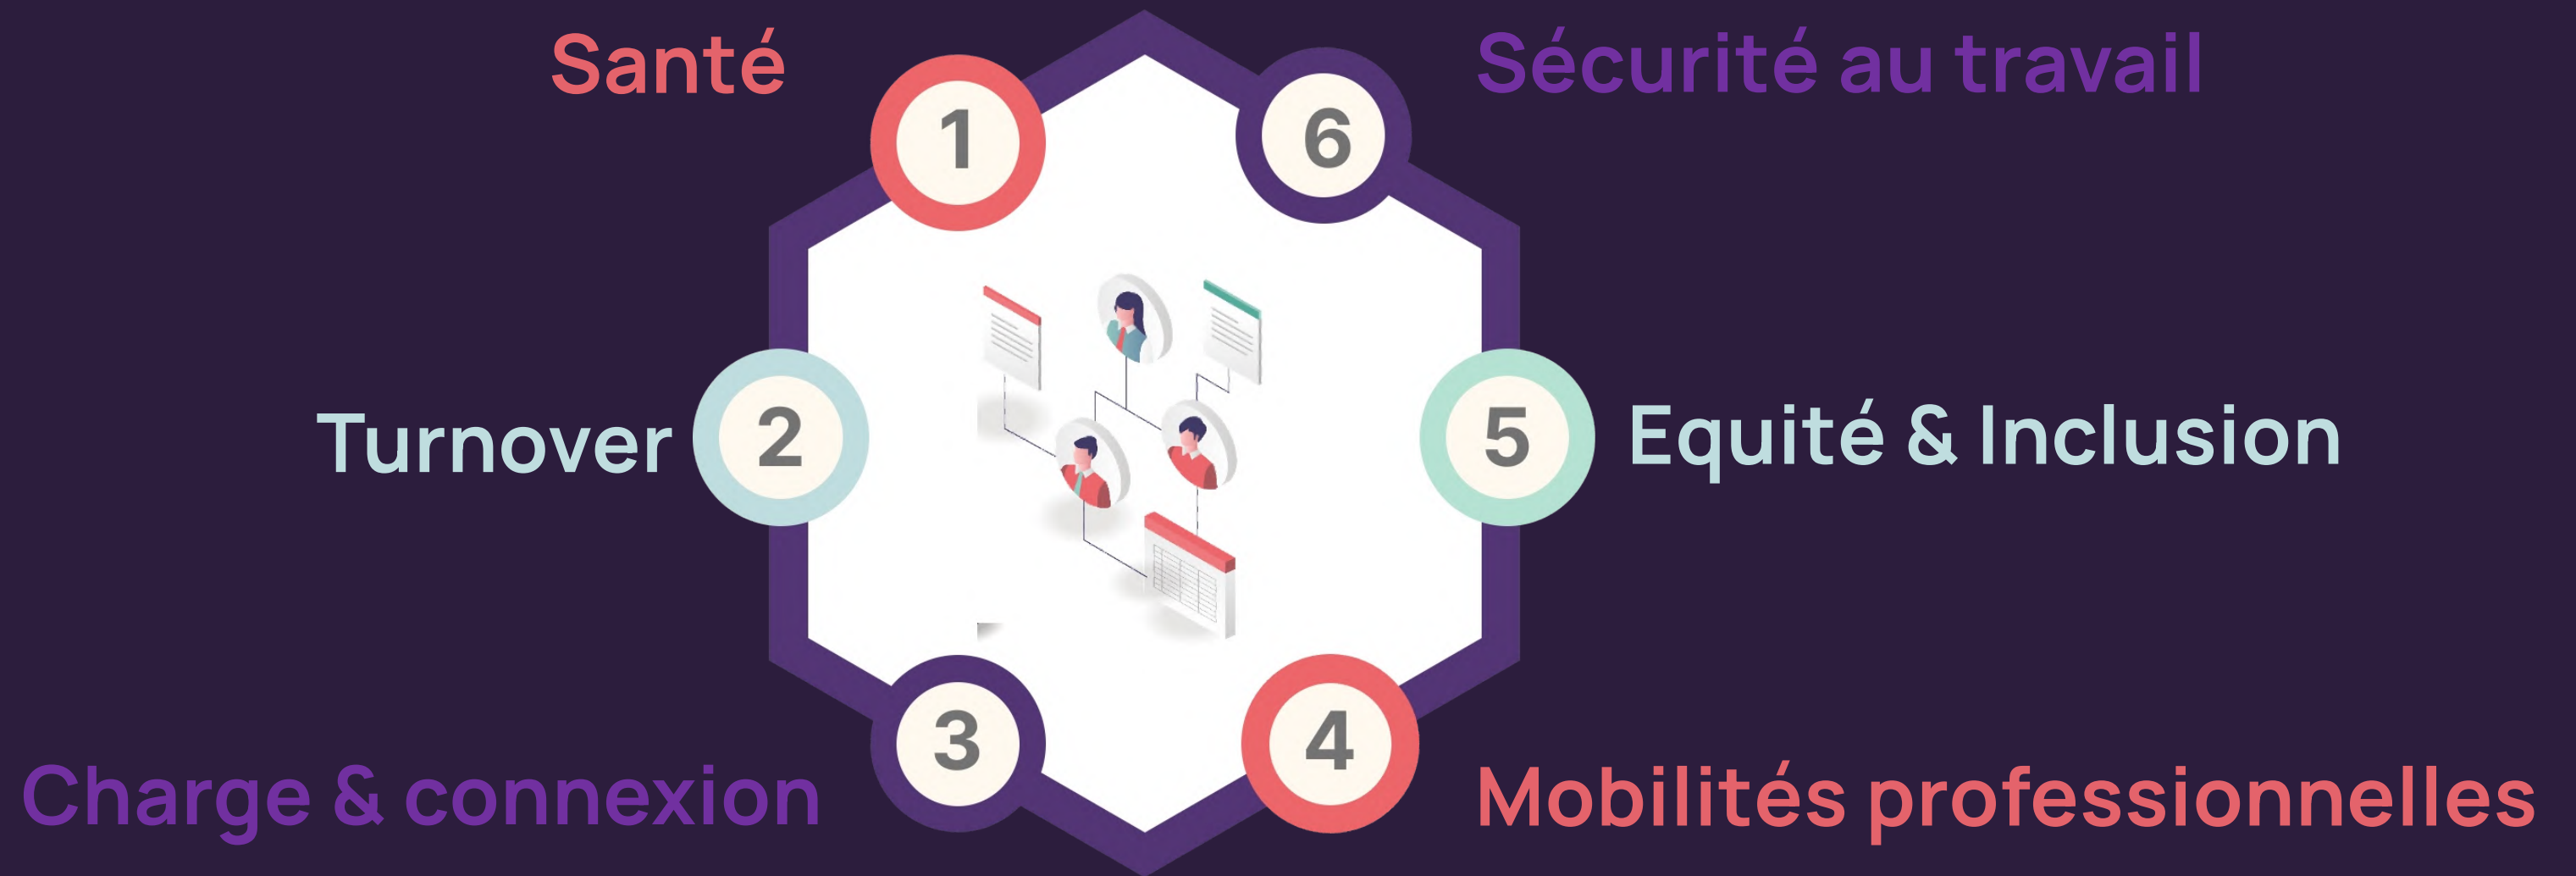 Santé
1
6
Sécurité au travail
Turnover
2
5
Equité & Inclusion
3
4
Charge & connexion
Mobilités professionnelles